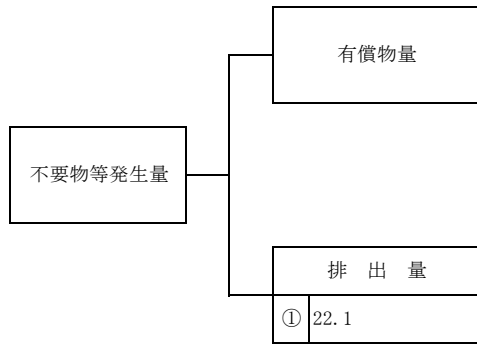 有償物量
不要物等発生量
排 出 量
① 22.1